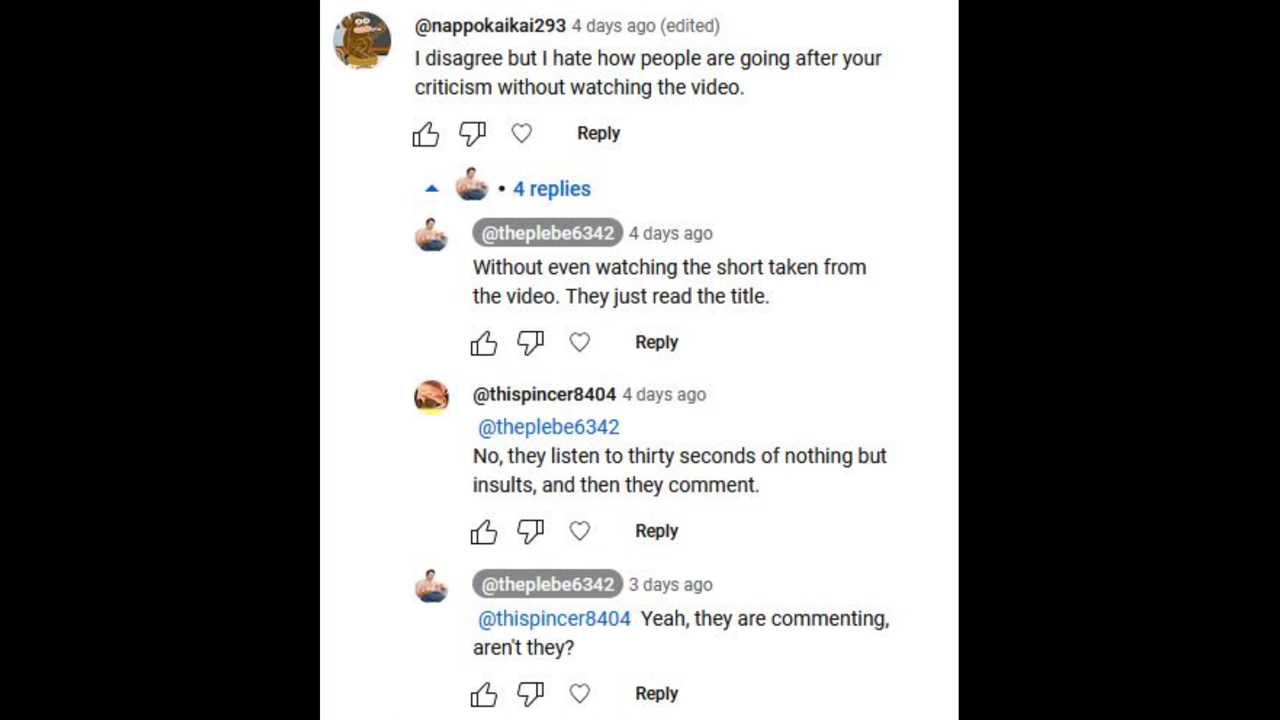 @nappokaikai293 4 days ago (edited)
I disagree but I hate how people are going after your
criticism without watching the video.
Reply
• 4 replies
@theplebe6342 4 days ago
Without even watching the short taken from
the video. They just read the title.
Reply
@thispincer8404 4 days ago
@theplebe6342
No, they listen to thirty seconds of nothing but
insults, and then they comment.
Reply
@theplebe6342 3 days ago
@thispincer8404 Yeah, they are commenting,
aren't they?
Reply